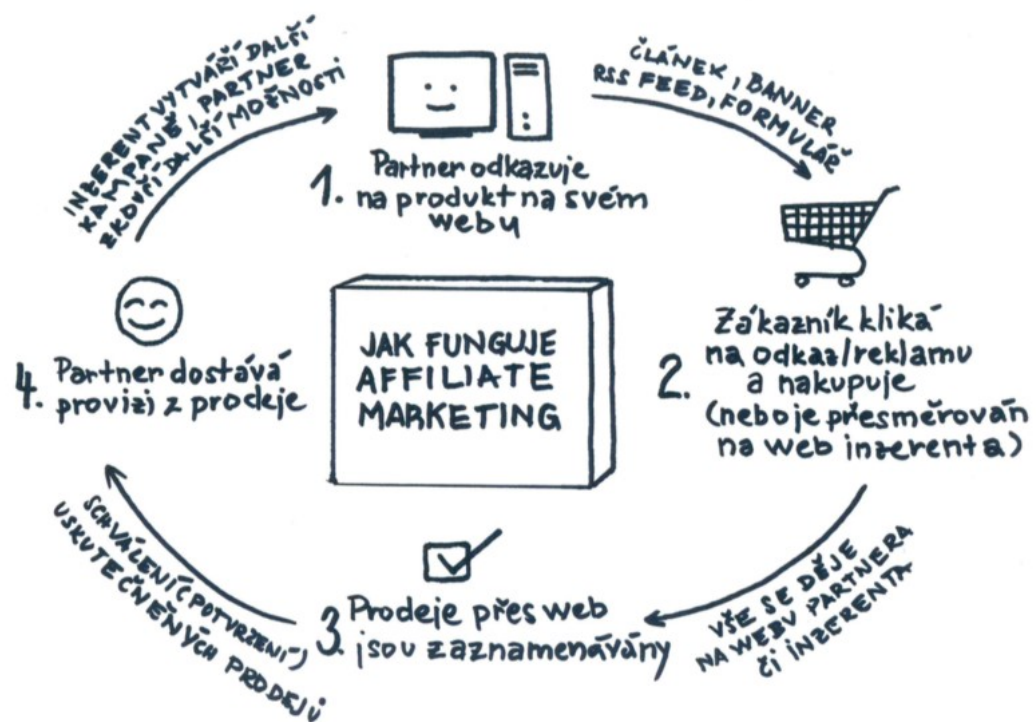 JAK FUNGUJE
AFFILIATE
MARKETING
1. Partner odkazuje
na produkt na svém
webu
ČLÁNEK, BANNER
RSS FEED, FORMULÁŘ
2. Zákazník kliká
na odkaz/reklamu
a nakupuje
(nebo je přesměrován
na web inzerenta)
VŠE SE DĚJE
NA WEBU PARTNERA
ČI INZERENTA
3. Prodeje přes web
jsou zaznamenávány
SCHVÁLENÍ (POTVRZENÍ)
USKUTEČNĚNÝCH PRODEJŮ
4. Partner dostává
provizi z prodeje
INZERENT VYTVÁŘÍ DALŠÍ
KAMPANĚ, PARTNER
ZKOUŠÍ DALŠÍ MOŽNOSTI